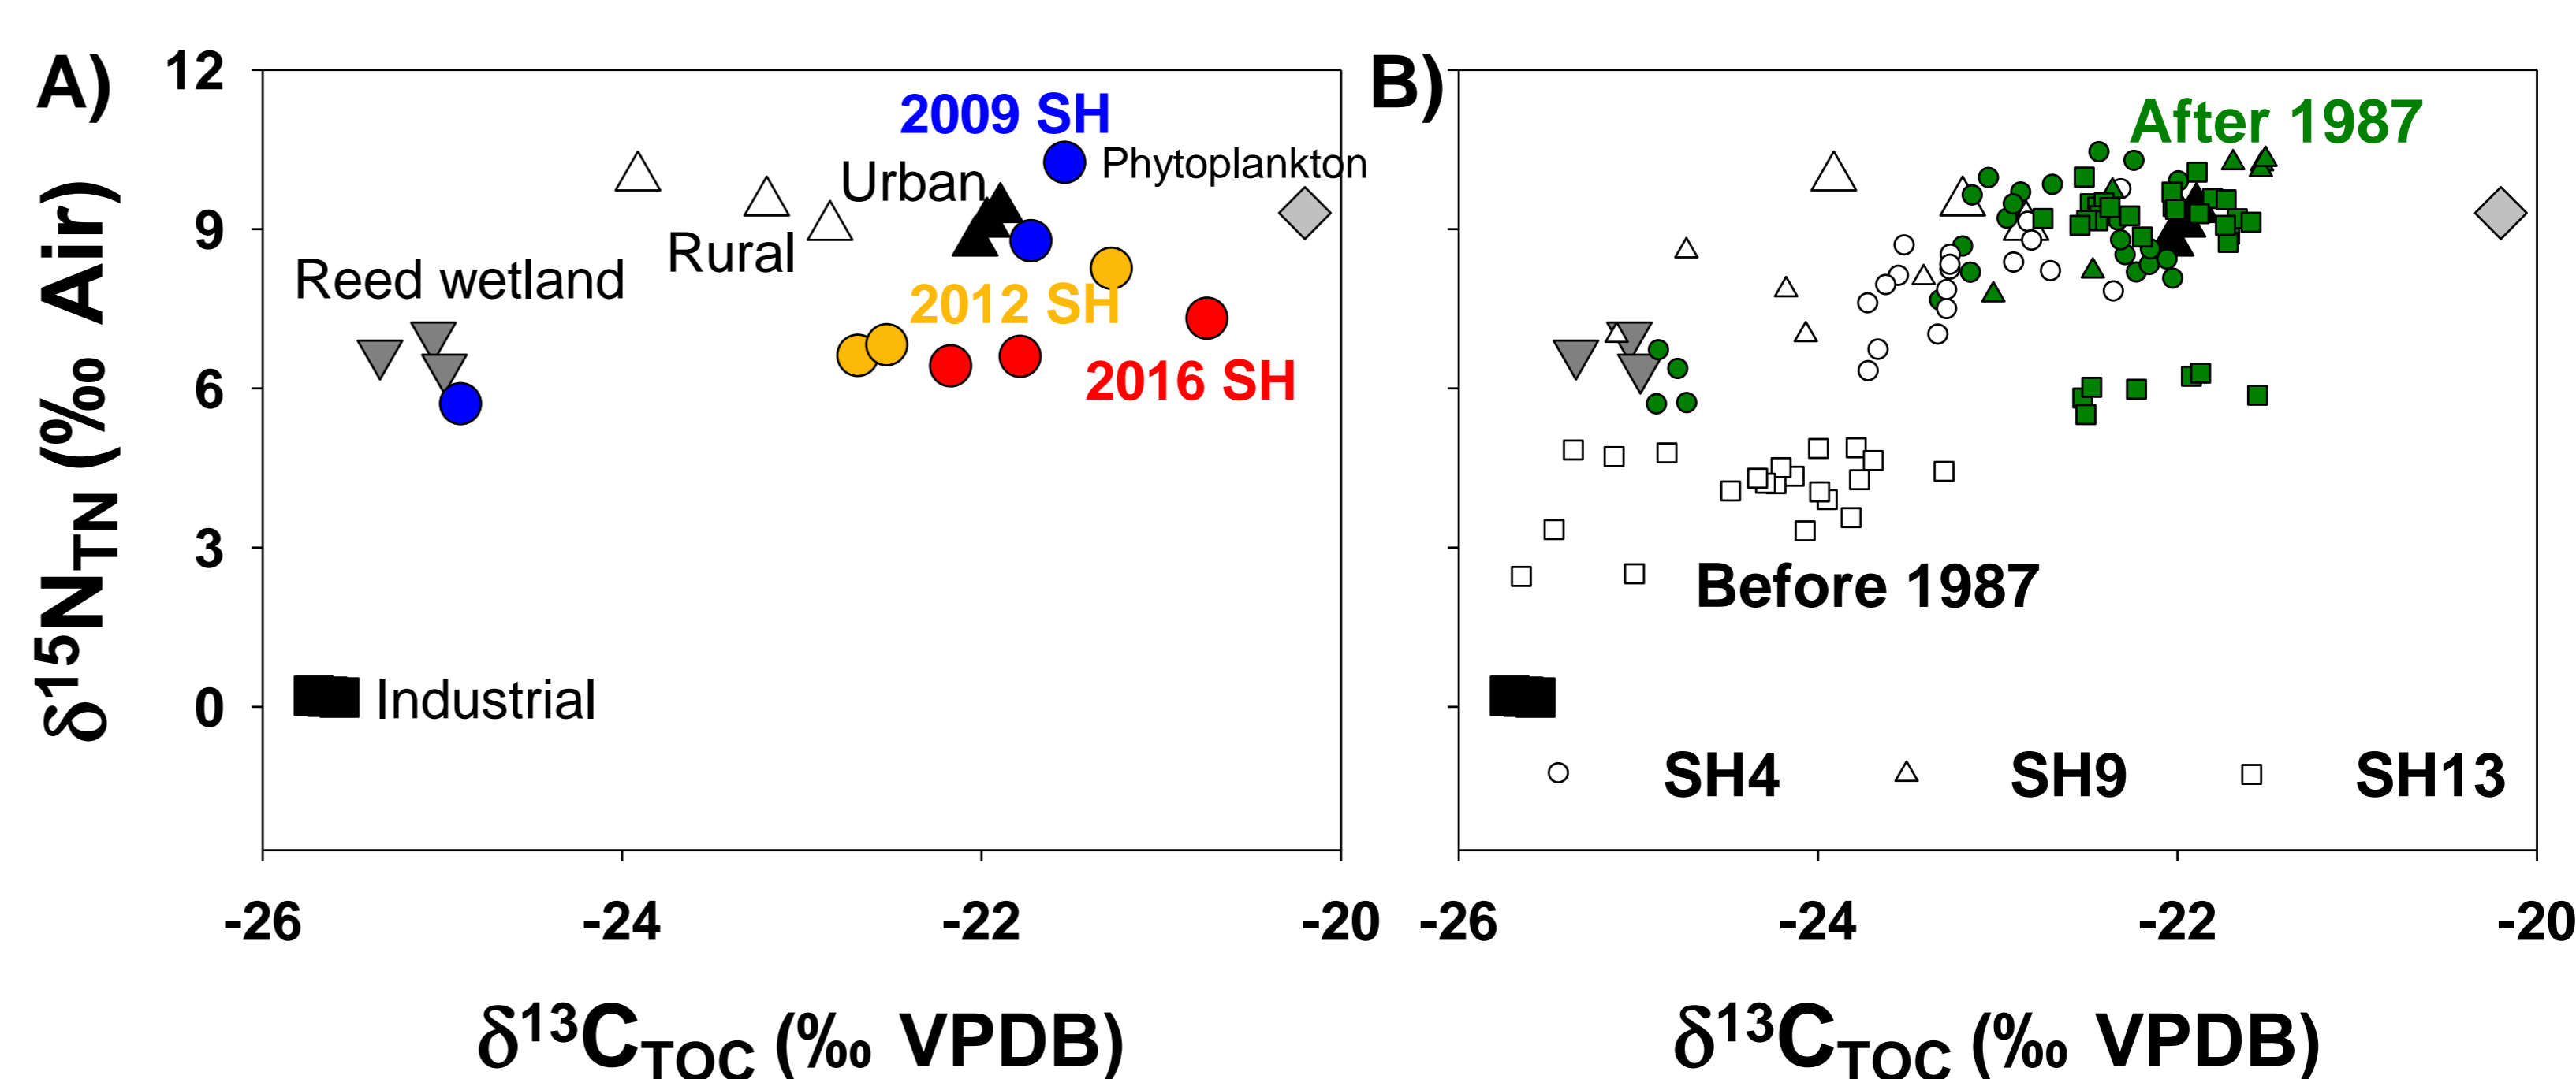 A)
12
9
6
3
0
δ15NTN (‰ Air)
2009 SH
Phytoplankton
Urban
Rural
Reed wetland
2012 SH
2016 SH
Industrial
-26
-24
-22
-20
δ13CTOC (‰ VPDB)
B)
After 1987
Before 1987
SH4
SH9
SH13
-26
-24
-22
-20
δ13CTOC (‰ VPDB)